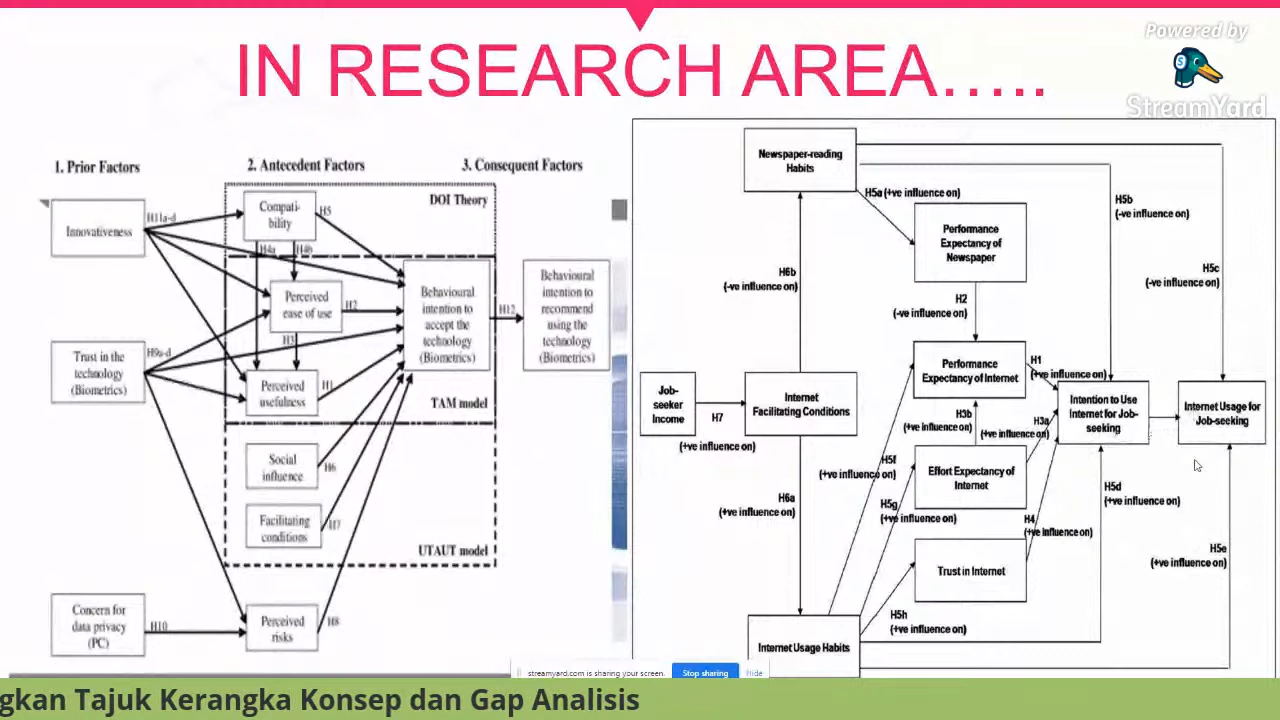 IN RESEARCH AREA.....
Powered by
StreamYard
1. Prior Factors
2. Antecedent Factors
3. Consequent Factors
Innovativeness
Trust in the
technology
(Biometrics)
Concern for
data privacy
(PC)
H11a-d
H9a-d
H10
DOI Theory
Compati-
bility
H5
H4a
H4b
Perceived
ease of use
H2
H3
Perceived
usefulness
H1
TAM model
Social
influence
H6
Facilitating
conditions
H7
UTAUT model
Perceived
risks
H8
Behavioural
intention to
accept the
technology
(Biometrics)
H12
Behavioural
intention to
recommend
using the
technology
(Biometrics)
Newspaper-reading
Habits
H5a (+ve influence on)
H5b
(-ve influence on)
H5c
(-ve influence on)
Performance
Expectancy of
Newspaper
H6b
(-ve influence on)
H2
(-ve influence on)
Performance
Expectancy of Internet
H1
(+ve influence on)
Job-
seeker
Income
H7
(+ve influence on)
Internet
Facilitating Conditions
H3b
(+ve influence on)
H3a
(+ve influence on)
Intention to Use
Internet for Job-
seeking
Internet Usage for
Job-seeking
H5f
(+ve influence on)
Effort Expectancy of
Internet
H6a
(+ve influence on)
H5g
(+ve influence on)
H4
(+ve influence on)
H5d
(+ve influence on)
Trust in Internet
H5e
(+ve influence on)
H5h
(+ve influence on)
Internet Usage Habits
streamyard.com is sharing your screen.
Stop sharing
Hide
gkan Tajuk Kerangka Konsep dan Gap Analisis